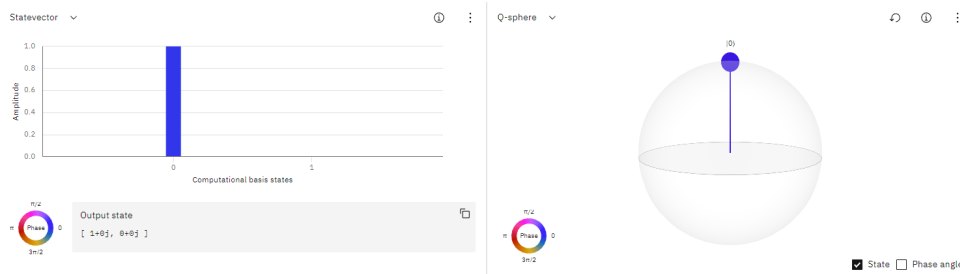 Statevector
Q-sphere
1.0
0.8
0.6
0.4
0.2
0.0
Amplitude
0
1
Computational basis states
|0⟩
π/2
π
Phase
0
3π/2
Output state
[ 1+0j, 0+0j ]
π/2
π
Phase
0
3π/2
State
Phase angle